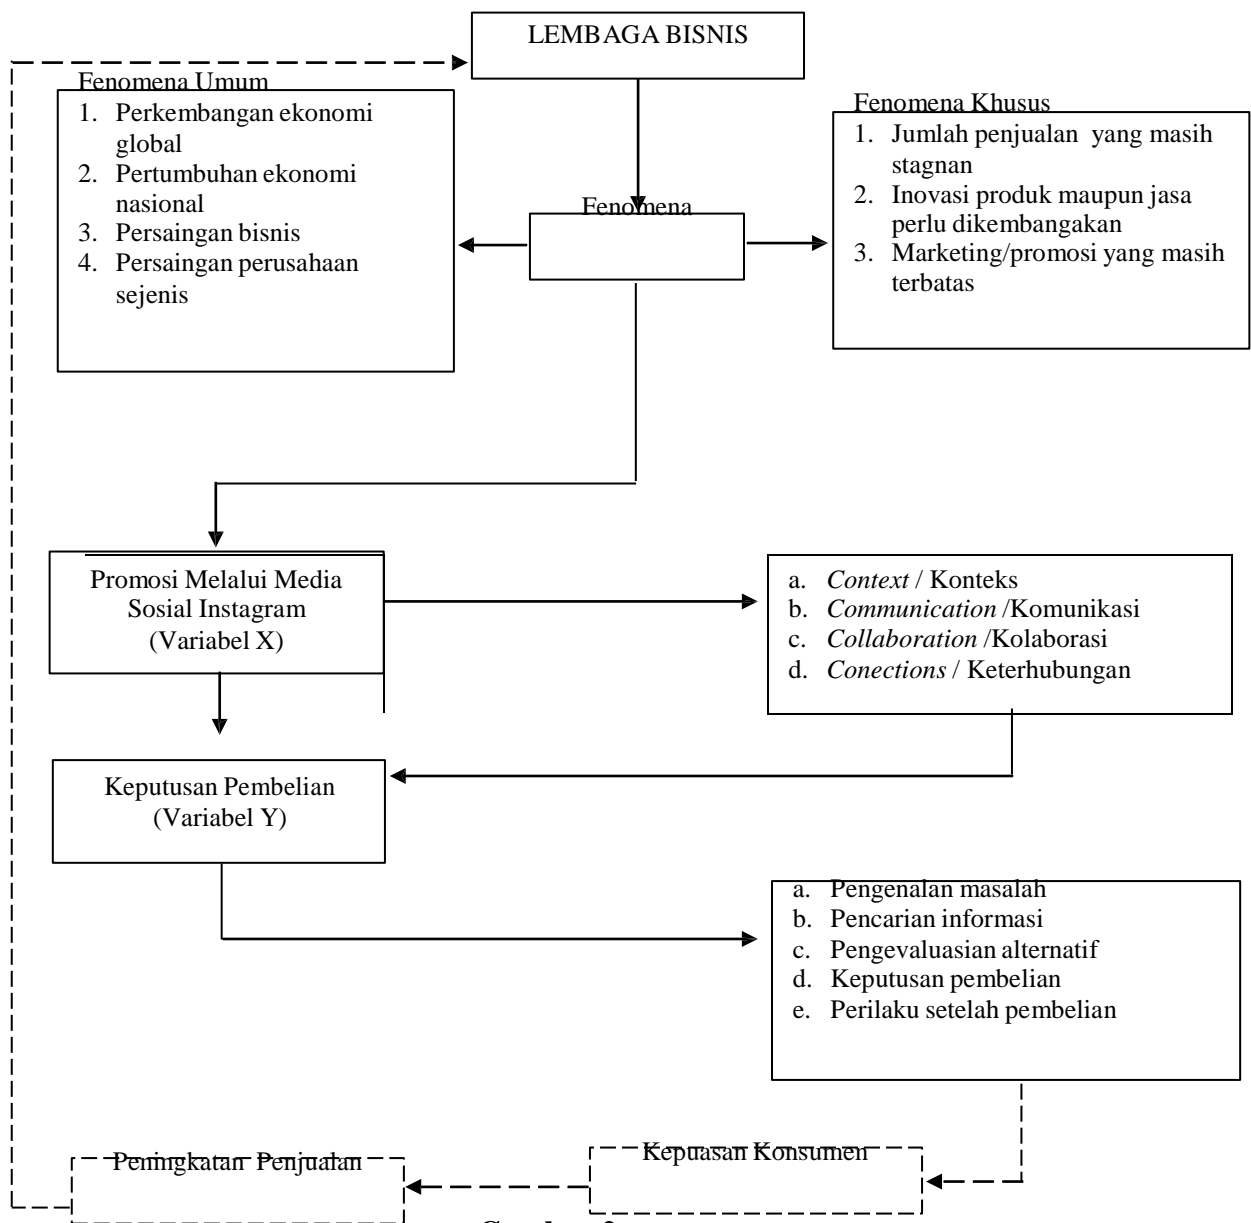 LEMBAGA BISNIS
Fenomena Umum
1. Perkembangan ekonomi
global
2. Pertumbuhan ekonomi
nasional
3. Persaingan bisnis
4. Persaingan perusahaan
sejenis
Fenomena
Fenomena Khusus
1. Jumlah penjualan yang masih
stagnan
2. Inovasi produk maupun jasa
perlu dikembangakan
3. Marketing/promosi yang masih
terbatas
Promosi Melalui Media
Sosial Instagram
(Variabel X)
a. Context / Konteks
b. Communication /Komunikasi
c. Collaboration /Kolaborasi
d. Conections / Keterhubungan
Keputusan Pembelian
(Variabel Y)
a. Pengenalan masalah
b. Pencarian informasi
c. Pengevaluasian alternatif
d. Keputusan pembelian
e. Perilaku setelah pembelian
Kepuasan Konsumen
Peningkatan Penjualan